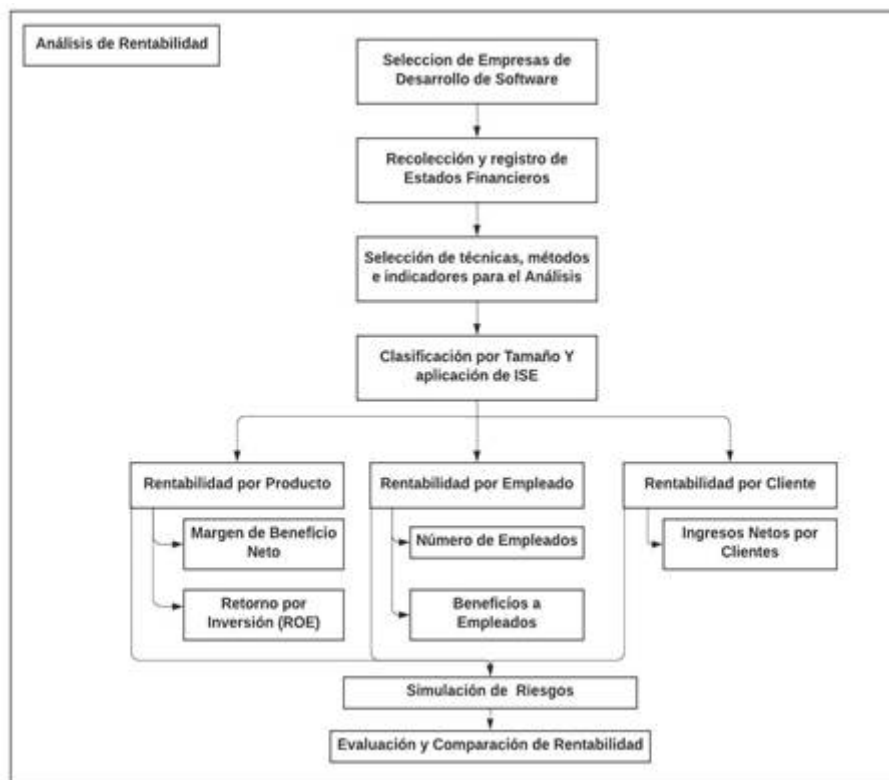 Análisis de Rentabilidad
Seleccion de Empresas de
Desarrollo de Software
Recolección y registro de
Estados Financieros
Selección de técnicas, métodos
e indicadores para el Análisis
Clasificación por Tamaño Y
aplicación de ISE
Rentabilidad por Producto
Margen de Beneficio
Neto
Retorno por
Inversión (ROE)
Rentabilidad por Empleado
Número de Empleados
Beneficios a
Empleados
Rentabilidad por Cliente
Ingresos Netos por
Clientes
Simulación de Riesgos
Evaluación y Comparación de Rentabilidad